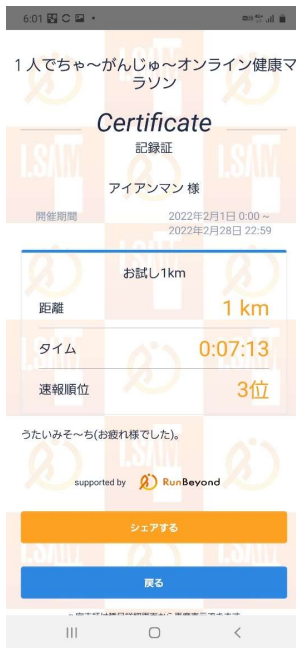 6:01
1人でちゃ～がんじゅ～オンライン健康マ
ラソン
Certificate
記録証
アイアンマン 様
開催期間
2022年2月1日 0:00 ~
2022年2月28日 22:59
お試し1km
距離
1 km
タイム
0:07:13
速報順位
3位
うたいみそ～ち(お疲れ様でした)。
supported by
RunBeyond
シェアする
戻る